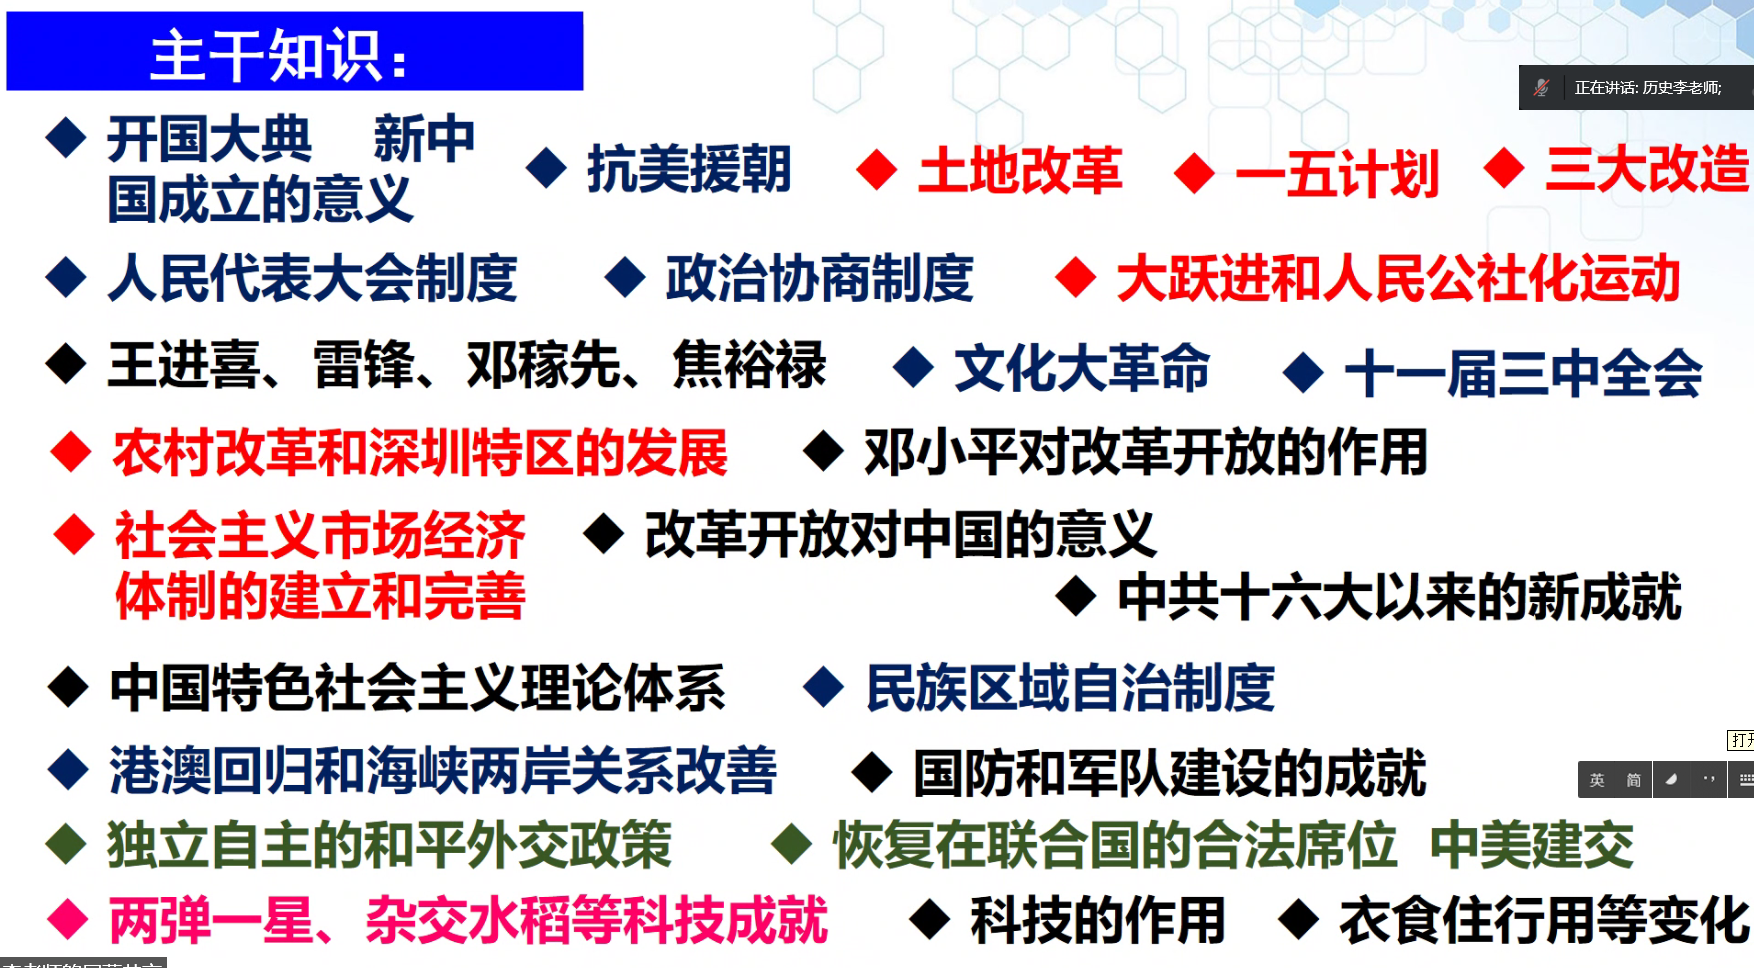 主干知识：
正在讲话: 历史李老师;
◆ 开国大典 新中
国成立的意义
◆ 抗美援朝
◆ 土地改革
◆ 一五计划
◆ 三大改造
◆ 人民代表大会制度
◆ 政治协商制度
◆ 大跃进和人民公社化运动
◆ 王进喜、雷锋、邓稼先、焦裕禄
◆ 文化大革命
◆ 十一届三中全会
◆ 农村改革和深圳特区的发展
◆ 邓小平对改革开放的作用
◆ 社会主义市场经济
体制的建立和完善
◆ 改革开放对中国的意义
◆ 中共十六大以来的新成就
◆ 中国特色社会主义理论体系
◆ 民族区域自治制度
打开
◆ 港澳回归和海峡两岸关系改善
◆ 国防和军队建设的成就
英 简
◆ 独立自主的和平外交政策
◆ 恢复在联合国的合法席位 中美建交
◆ 两弹一星、杂交水稻等科技成就
◆ 科技的作用
◆ 衣食住行用等变化